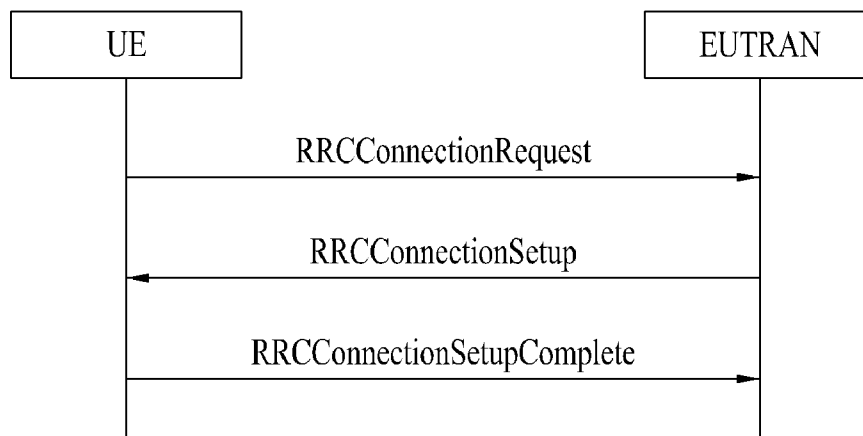 UE
EUTRAN
RRCConnectionRequest
RRCConnectionSetup
RRCConnectionSetupComplete